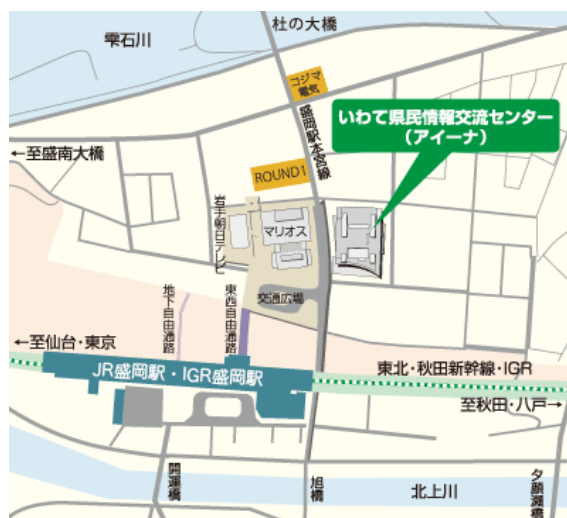 杜の大橋
雫石川
コジマ
電気
盛岡駅本宮線
いわて県民情報交流センター
(アイーナ)
←至盛南大橋
ROUND1
岩手朝日テレビ
マリオス
交通広場
地下自由通路
東西自由通路
←至仙台・東京
JR盛岡駅・IGR盛岡駅
東北・秋田新幹線・IGR
至秋田・八戸→
開運橋
旭橋
北上川
夕顔瀬橋